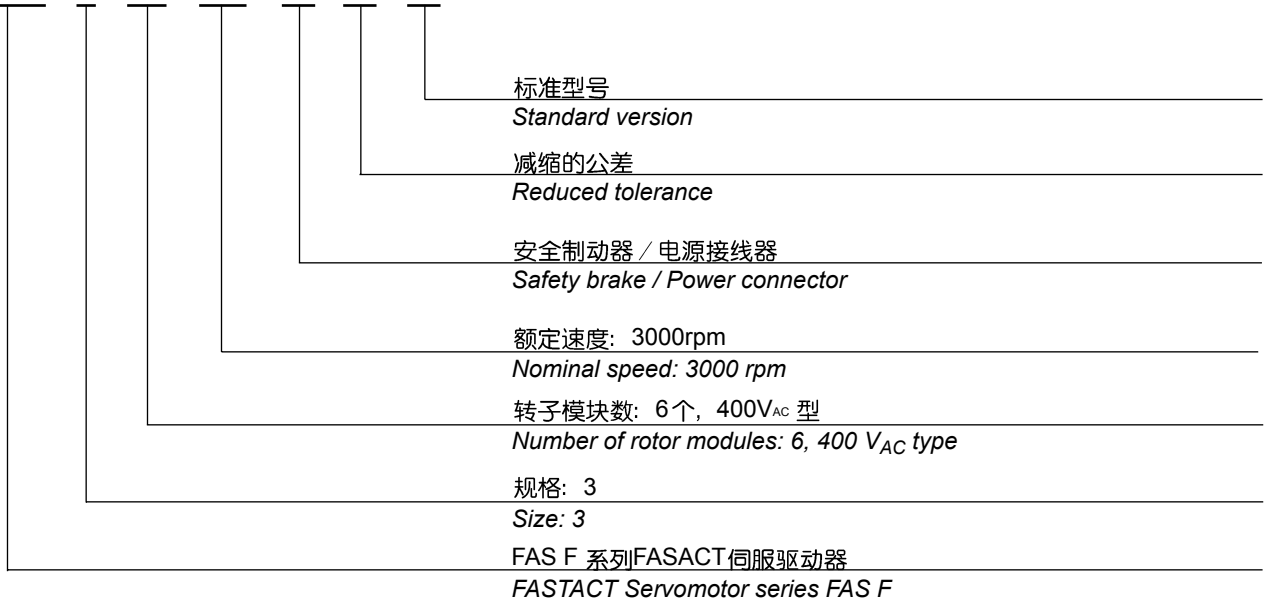 标准型号
Standard version
减缩的公差
Reduced tolerance
安全制动器 / 电源接线器
Safety brake / Power connector
额定速度: 3000rpm
Nominal speed: 3000 rpm
转子模块数: 6个, 400VAC 型
Number of rotor modules: 6, 400 VAC type
规格: 3
Size: 3
FAS F 系列FASACT伺服驱动器
FASTACT Servomotor series FAS F